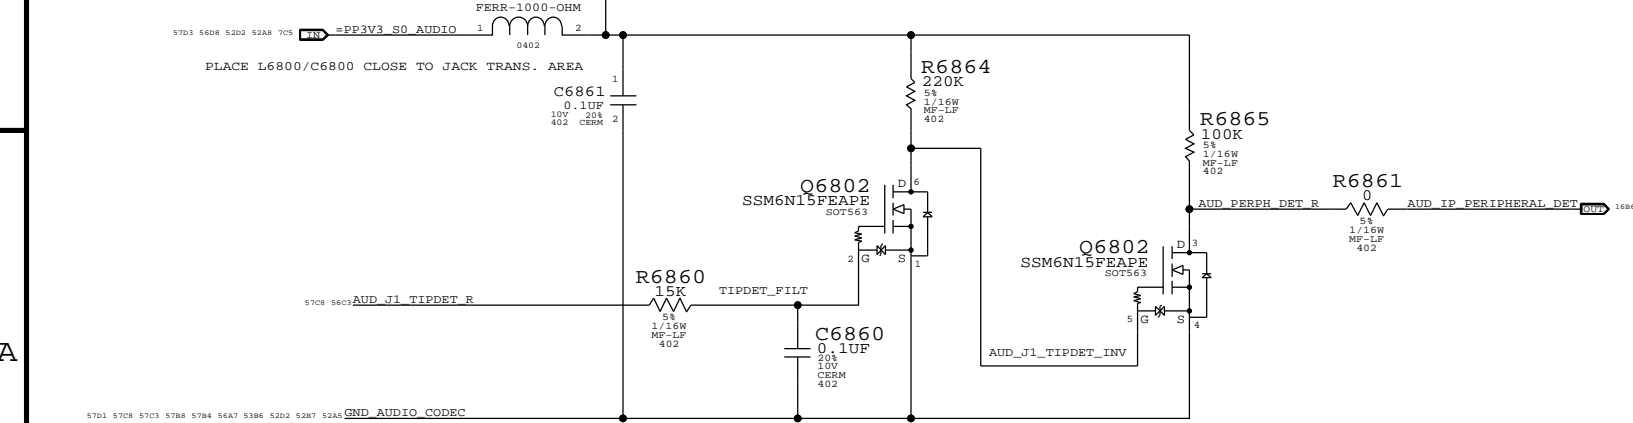 FERR-1000-OHM
57D3 56D8 52D2 52A8 7C5 IN =PP3V3_S0_AUDIO 1 2
0402
PLACE L6800/C6800 CLOSE TO JACK TRANS. AREA
1
C6861
0.1UF
10V 20%
402 CERM 2
R6864
220K
5%
1/16W
MF-LF
402
R6865
100K
5%
1/16W
MF-LF
402
Q6802
SSM6N15FEAPE
SOT563
D 6
2 G S 1
R6861
0
AUD_PERPH_DET_R AUD_IP_PERIPHERAL_DET OUT
5%
1/16W
MF-LF
402
Q6802
SSM6N15FEAPE
SOT563
D 3
5 G S 4
R6860
15K
TIPDET_FILT
57C8 56C3 AUD_J1_TIPDET_R
5%
1/16W
MF-LF
402
C6860
0.1UF
20%
10V
CERM
402
AUD_J1_TIPDET_INV
A
57D1 57C8 57C3 57B8 57B4 56A7 53B6 52D2 52B7 52A5 GND_AUDIO_CODEC